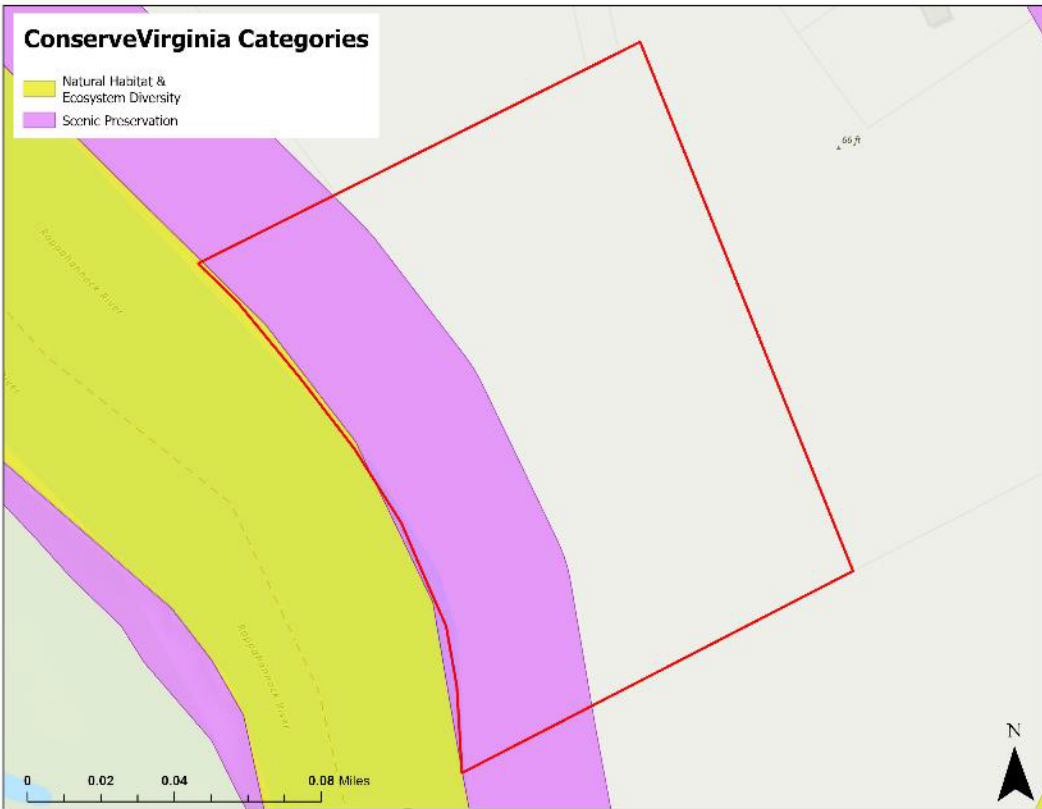 ConserveVirginia Categories
Natural Habitat &
Ecosystem Diversity
Scenic Preservation
66 ft
Rappahannock River
River
Rappahannock River
N
0 0.02 0.04 0.08 Miles